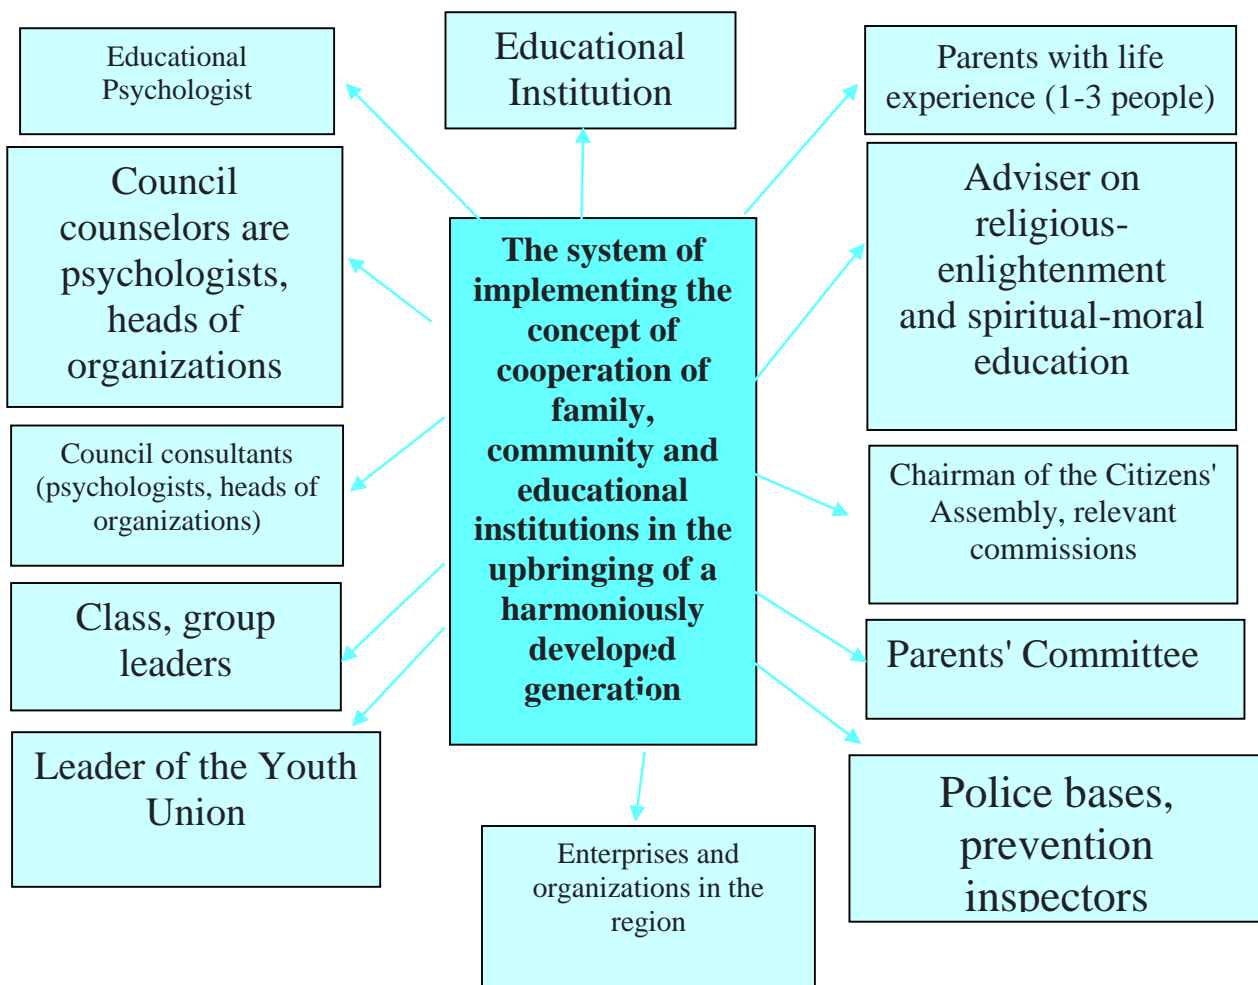 Educational
Psychologist
Educational
Institution
Parents with life
experience (1-3 people)
Council
counselors are
psychologists,
heads of
organizations
The system of
implementing the
concept of
cooperation of
family,
community and
educational
institutions in the
upbringing of a
harmoniously
developed
generation
Adviser on
religious-
enlightenment
and spiritual-moral
education
Council consultants
(psychologists, heads of
organizations)
Chairman of the Citizens'
Assembly, relevant
commissions
Class, group
leaders
Parents' Committee
Leader of the Youth
Union
Enterprises and
organizations in the
region
Police bases,
prevention
inspectors